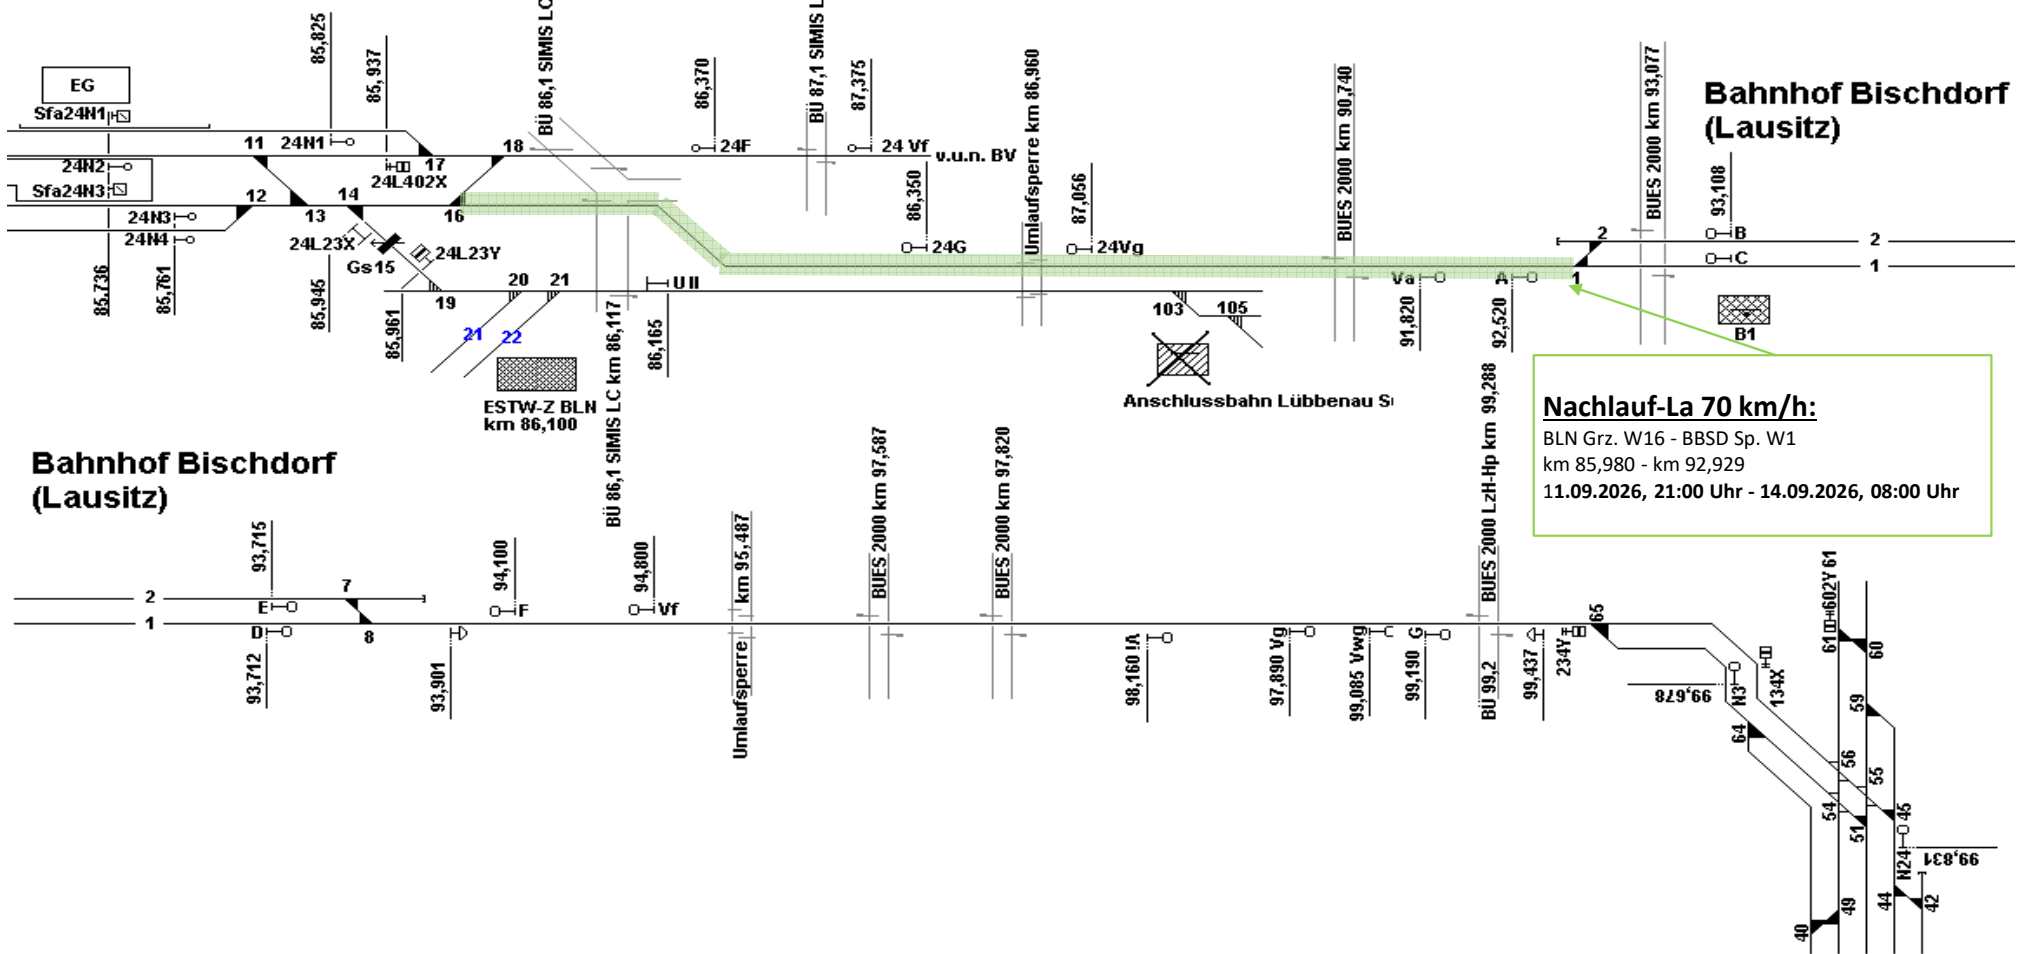 85,825
85,937
BÜ 86,1 SIMIS LC
86,370
BÜ 87,1 SIMIS L
87,375
Umlaufsperre km 86,960
BUES 2000 km 90,740
BUES 2000 km 93,077
Bahnhof Bischdorf
(Lausitz)
EG
Sfa24N1
11
24N1
17
18
24F
24 Vf
v.u.n. BV
93,108
24N2
24L402X
Sfa24N3
12
14
13
16
86,350
87,056
24N3
24N4
24L23X
24L23Y
Gs15
24G
24Vg
2
B
2
C
1
1
Va
A
85,736
85,761
85,945
85,961
19
20
21
U II
103
105
91,820
92,520
B1
21
22
BÜ 86,1 SIMIS LC km 86,117
86,165
ESTW-Z BLN
km 86,100
Anschlussbahn Lübbenau S
BUES 2000 LzH-Hp km 99,288
Nachlauf-La 70 km/h:
BLN Grz. W16 - BBSD Sp. W1
km 85,980 - km 92,929
11.09.2026, 21:00 Uhr - 14.09.2026, 08:00 Uhr
Bahnhof Bischdorf
(Lausitz)
93,715
94,100
94,800
Umlaufsperre km 95,487
BUES 2000 km 97,587
BUES 2000 km 97,820
2
E
7
F
Vf
1
D
8
93,712
93,901
98,160 !A
97,890 Vg
99,085 Vwg
99,190 G
BÜ 99,2
99,437
234Y
65
99,678
N3
134X
61
602Y 61
60
59
64
56
55
54
51
45
N24
99,831
49
44
42
40